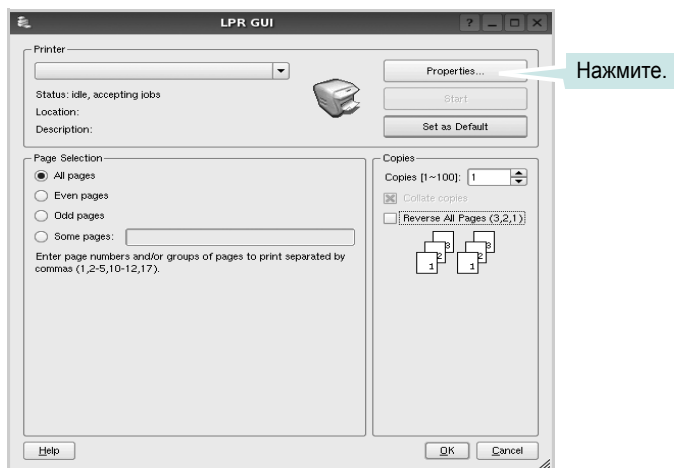 LPR GUI
Printer
Properties...
Нажмите.
Status: idle, accepting jobs
Start
Location:
Description:
Set as Default
Page Selection
All pages
Even pages
Odd pages
Some pages:
Enter page numbers and/or groups of pages to print separated by
commas (1,2-5,10-12,17).
Copies
Copies [1~100]: 1
Collate copies
Reverse All Pages (3,2,1)
3 3
2 2
1 1
Help
OK
Cancel